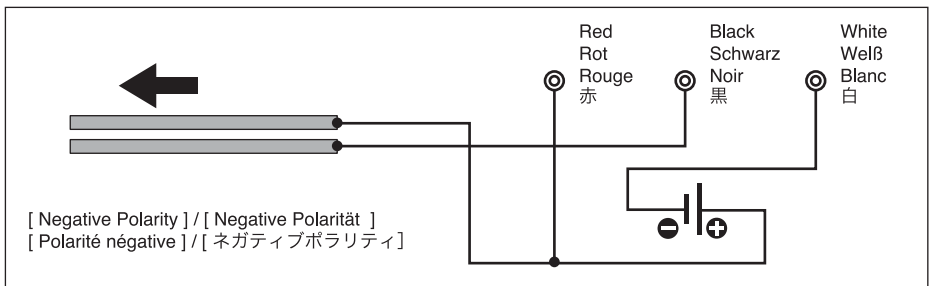 Red
Rot
Rouge
赤
Black
Schwarz
Noir
黒
White
Welß
Blanc
白
[ Negative Polarity ] / [ Negative Polarität ]
[ Polarité négative ] / [ ネガティブポラリティ]